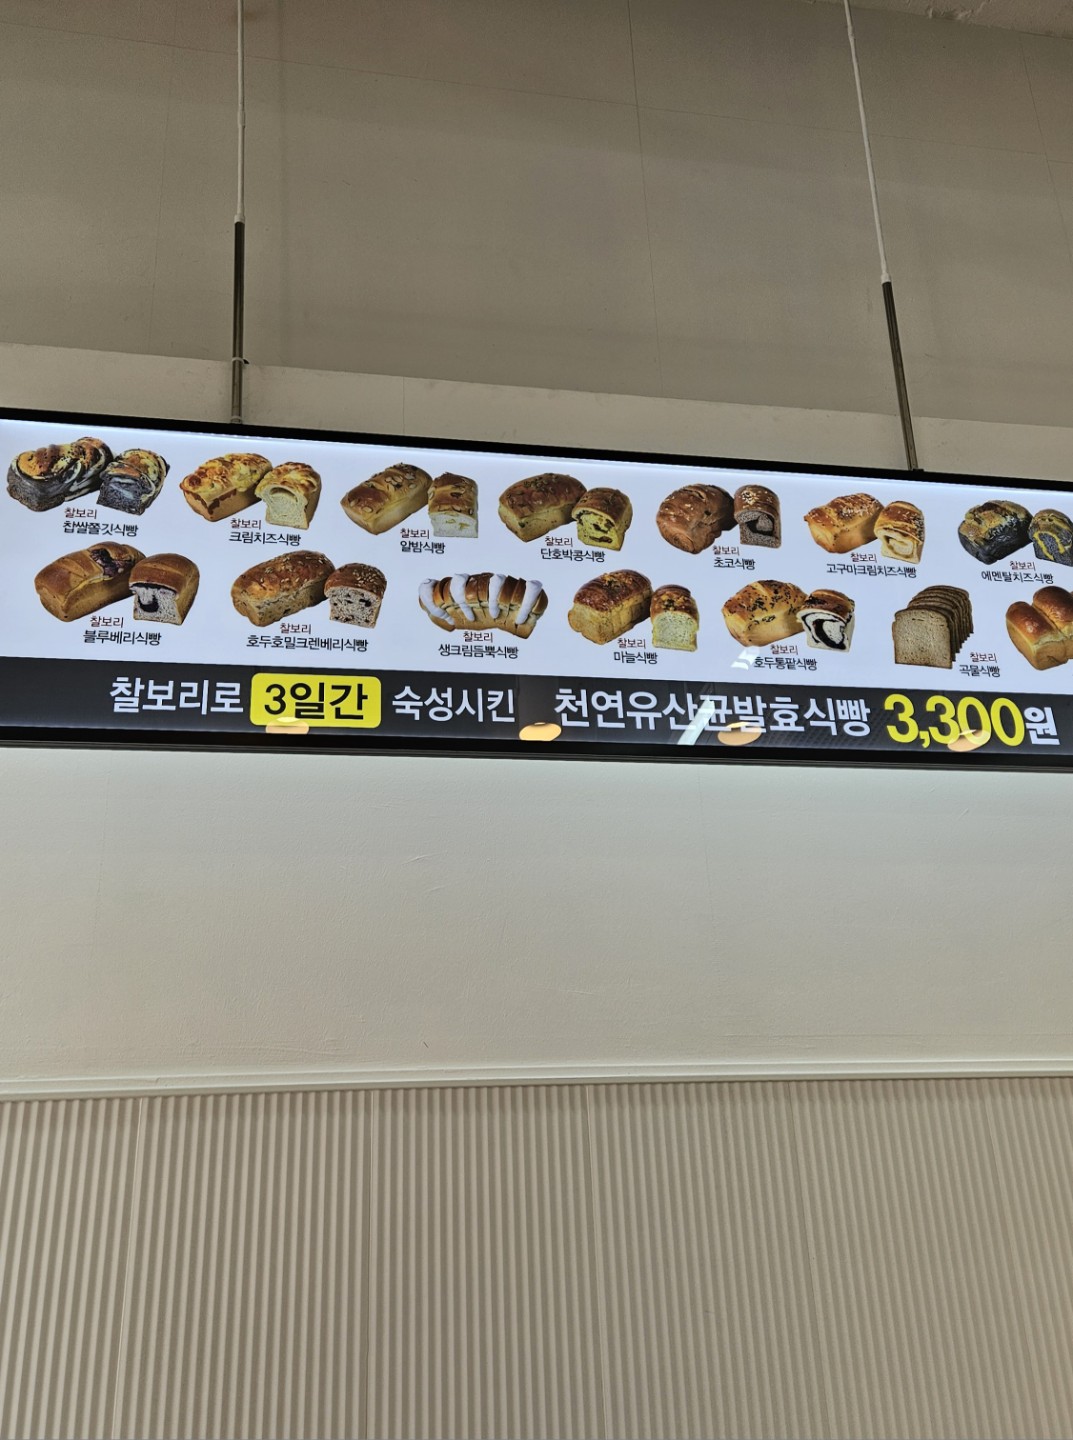 찰보리
찹쌀쫄깃식빵
찰보리
크림치즈식빵
찰보리
알밤식빵
찰보리
단호박콩식빵
찰보리
초코식빵
찰보리
고구마크림치즈식빵
찰보리
에멘탈치즈식빵
찰보리
블루베리식빵
찰보리
호두호밀크렌베리식빵
찰보리
생크림듬뿍식빵
찰보리
마늘식빵
찰보리
호두통팥식빵
찰보리
곡물식빵
찰보리로 3일간 숙성시킨 천연유산균발효식빵 3,300원